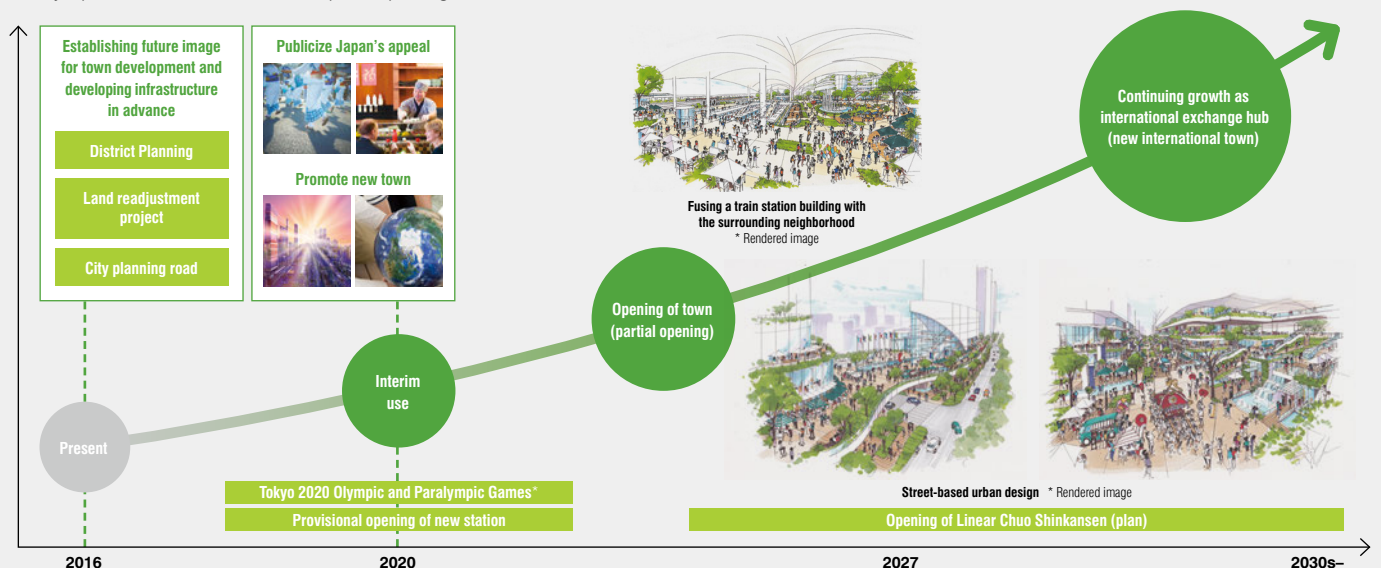 Establishing future image
for town development and
developing infrastructure
in advance
District Planning
Land readjustment
project
City planning road
Publicize Japan's appeal
Promote new town
Fusing a train station building with
the surrounding neighborhood
* Rendered image
Continuing growth as
international exchange hub
(new international town)
Opening of town
(partial opening)
Interim
use
Present
Tokyo 2020 Olympic and Paralympic Games*
Provisional opening of new station
Street-based urban design * Rendered image
Opening of Linear Chuo Shinkansen (plan)
2016
2020
2027
2030s–